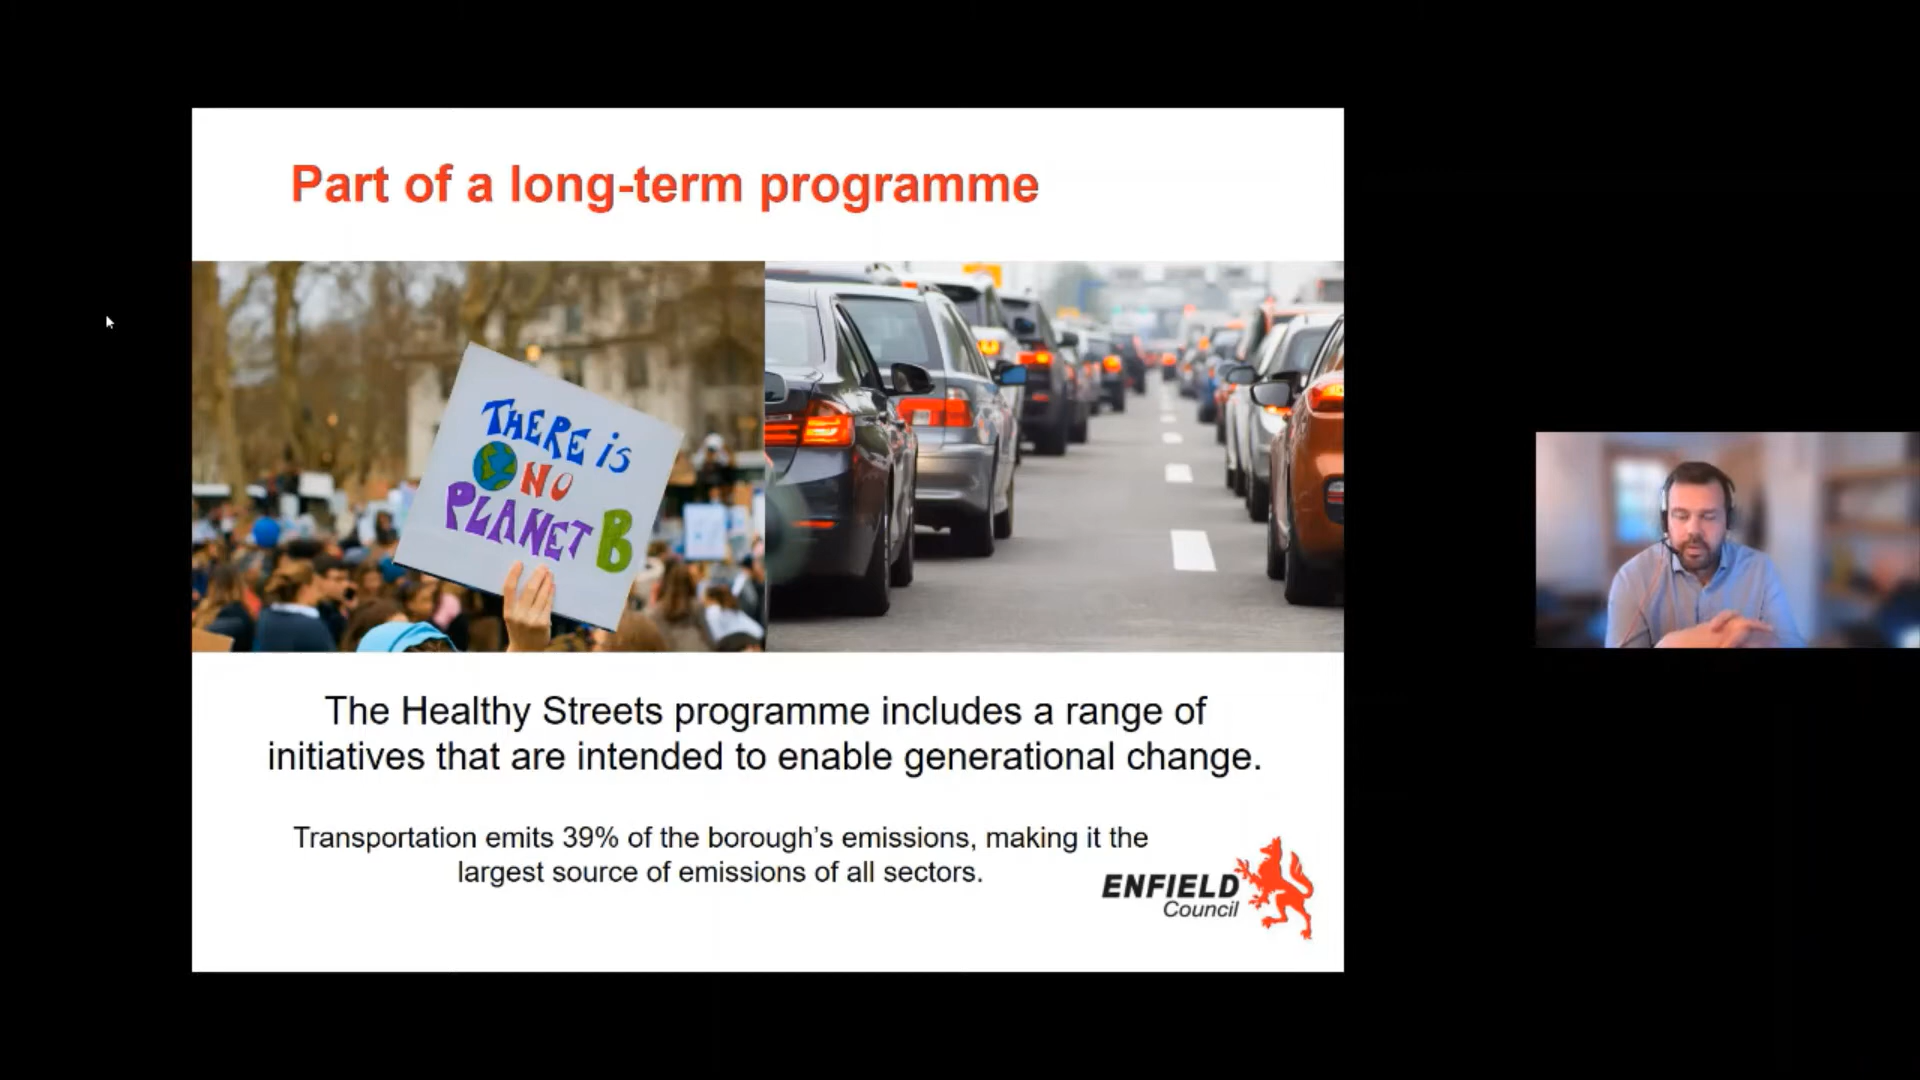 Part of a long-term programme
THERE iS
NO
PLANET B
The Healthy Streets programme includes a range of
initiatives that are intended to enable generational change.
Transportation emits 39% of the borough's emissions, making it the
largest source of emissions of all sectors.
ENFIELD
Council